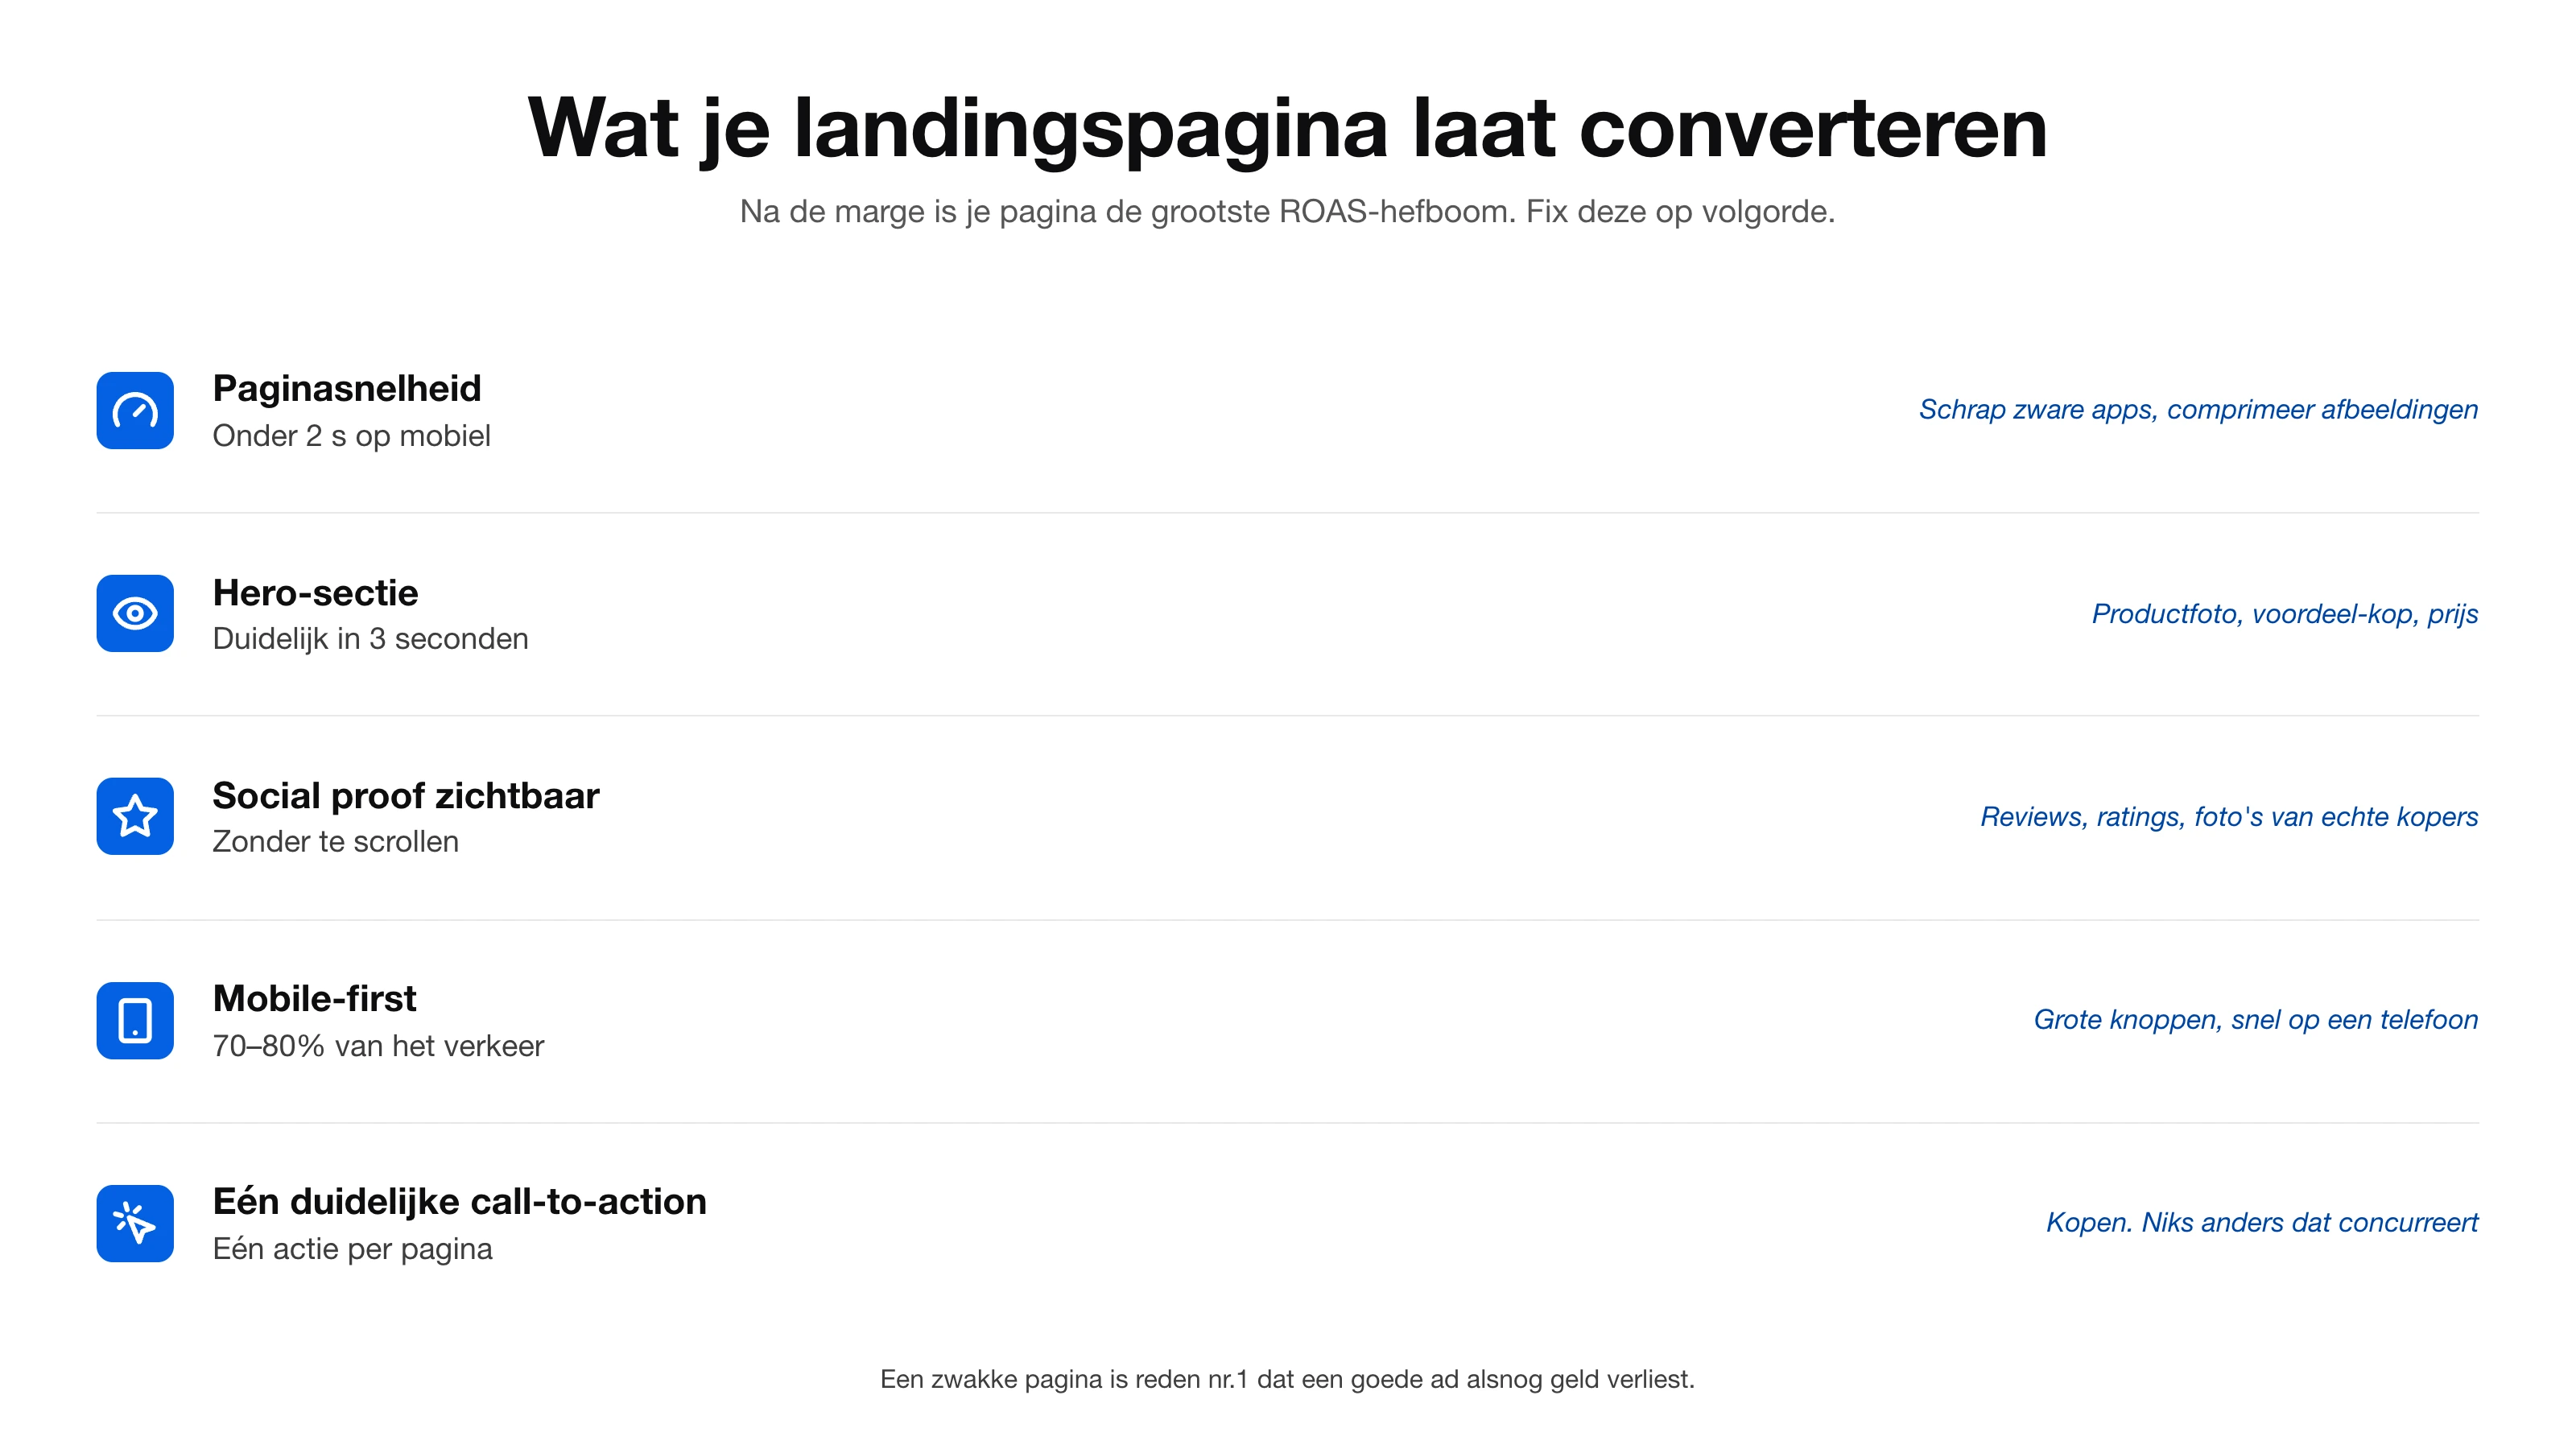 Wat je landingspagina laat converteren
Na de marge is je pagina de grootste ROAS-hefboom. Fix deze op volgorde.
Paginasnelheid
Onder 2 s op mobiel
Schrap zware apps, comprimeer afbeeldingen
Hero-sectie
Duidelijk in 3 seconden
Productfoto, voordeel-kop, prijs
Social proof zichtbaar
Zonder te scrollen
Reviews, ratings, foto's van echte kopers
Mobile-first
70–80% van het verkeer
Grote knoppen, snel op een telefoon
Eén duidelijke call-to-action
Eén actie per pagina
Kopen. Niks anders dat concurreert
Een zwakke pagina is reden nr.1 dat een goede ad alsnog geld verliest.